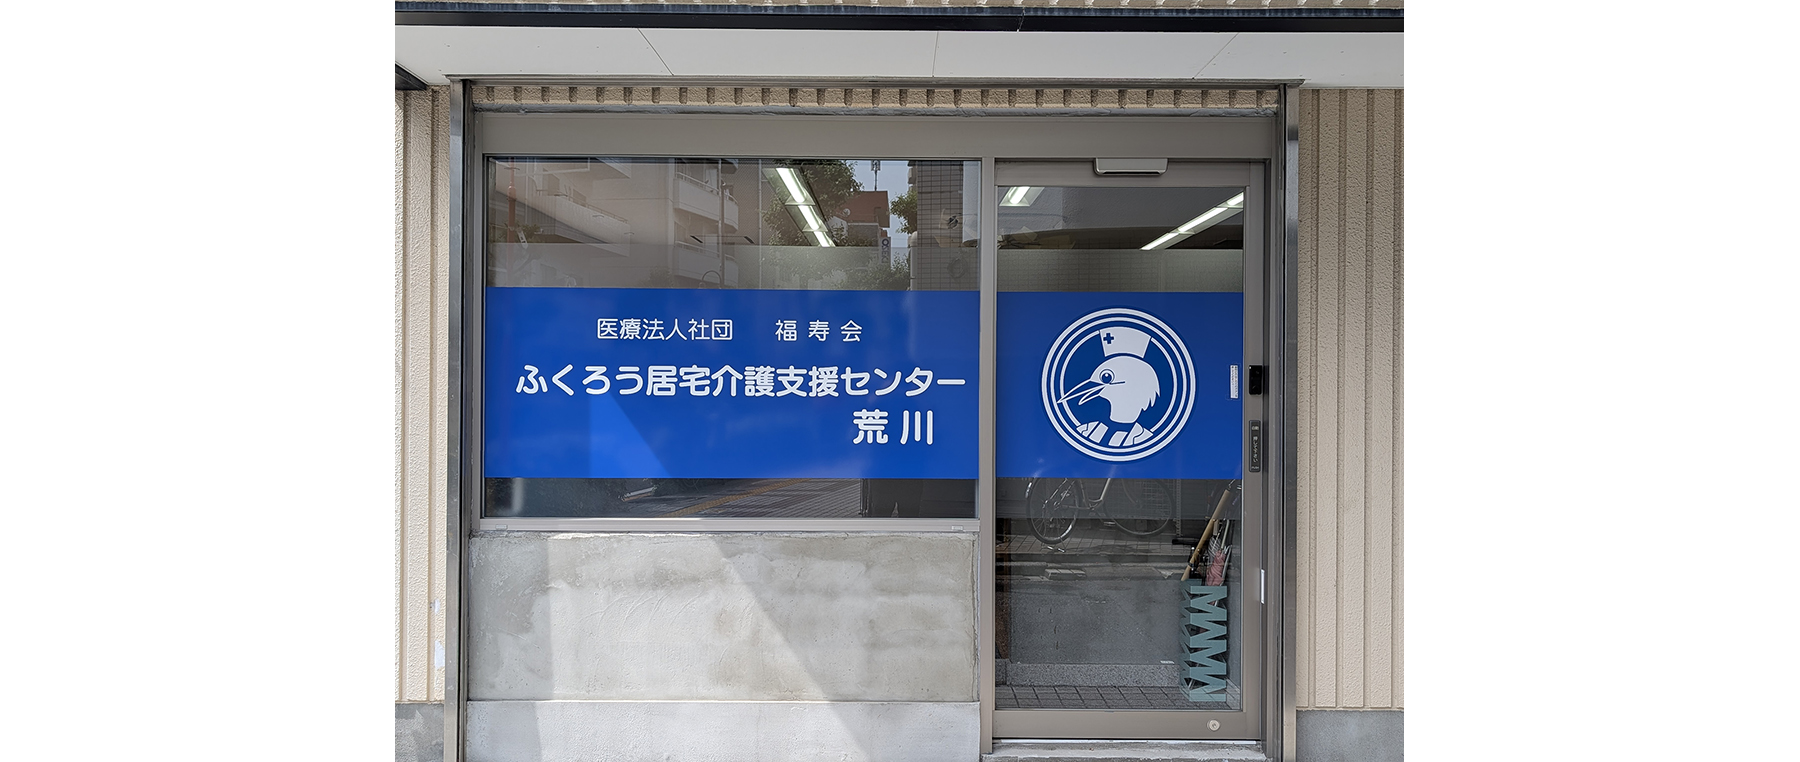 医療法人社団　福寿会
ふくろう居宅介護支援センター
荒川